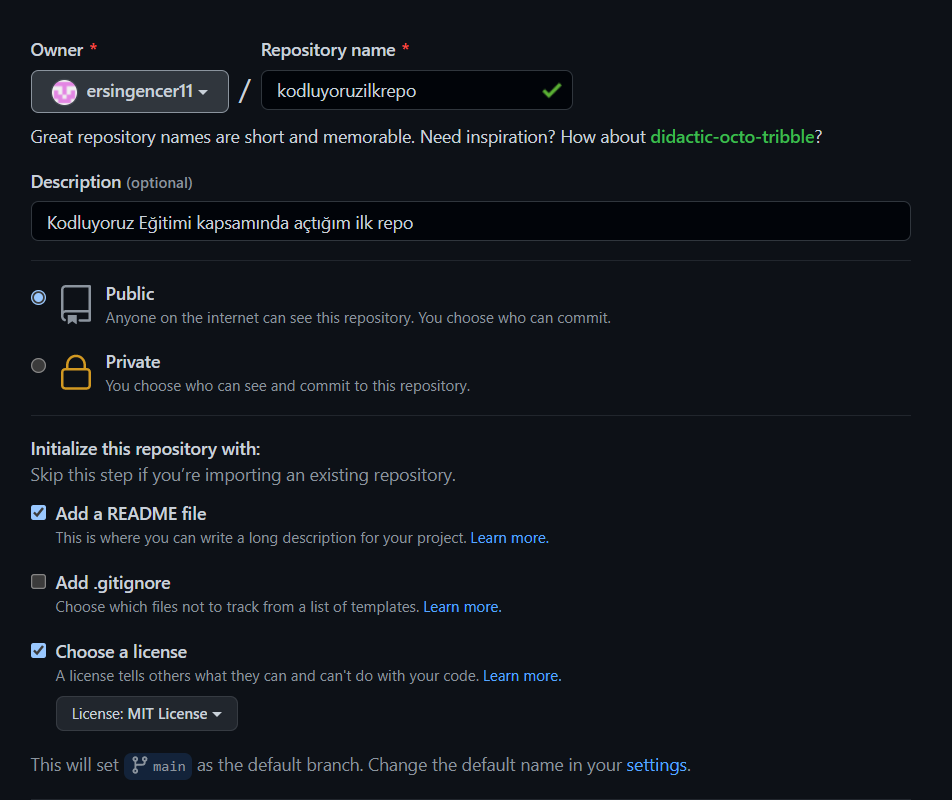 Owner * Repository name *
ersingencer11 / kodluyoruzilkrepo
Great repository names are short and memorable. Need inspiration? How about didactic-octo-tribble?
Description (optional)
Kodluyoruz Eğitimi kapsamında açtığım ilk repo
Public
Anyone on the internet can see this repository. You choose who can commit.
Private
You choose who can see and commit to this repository.
Initialize this repository with:
Skip this step if you’re importing an existing repository.
Add a README file
This is where you can write a long description for your project. Learn more.
Add .gitignore
Choose which files not to track from a list of templates. Learn more.
Choose a license
A license tells others what they can and can't do with your code. Learn more.
License: MIT License
This will set main as the default branch. Change the default name in your settings.